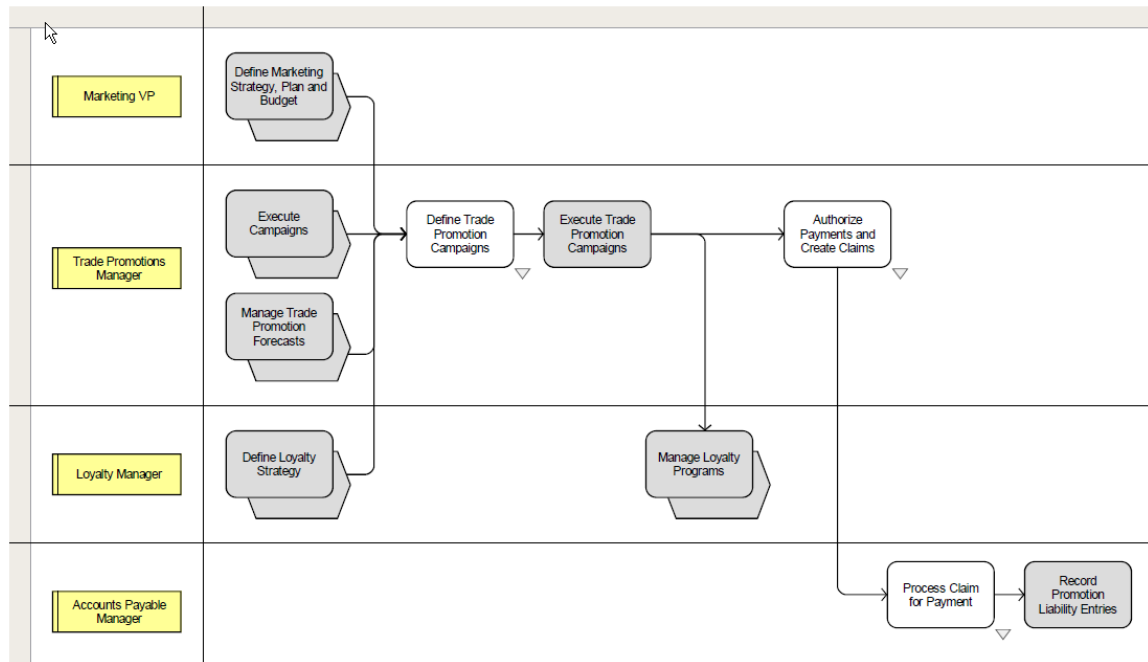 Marketing VP
Define Marketing
Strategy, Plan and
Budget
Trade Promotions
Manager
Execute
Campaigns
Define Trade
Promotion
Campaigns
Execute Trade
Promotion
Campaigns
Authorize
Payments and
Create Claims
Manage Trade
Promotion
Forecasts
Loyalty Manager
Define Loyalty
Strategy
Manage Loyalty
Programs
Accounts Payable
Manager
Process Claim
for Payment
Record
Promotion
Liability Entries